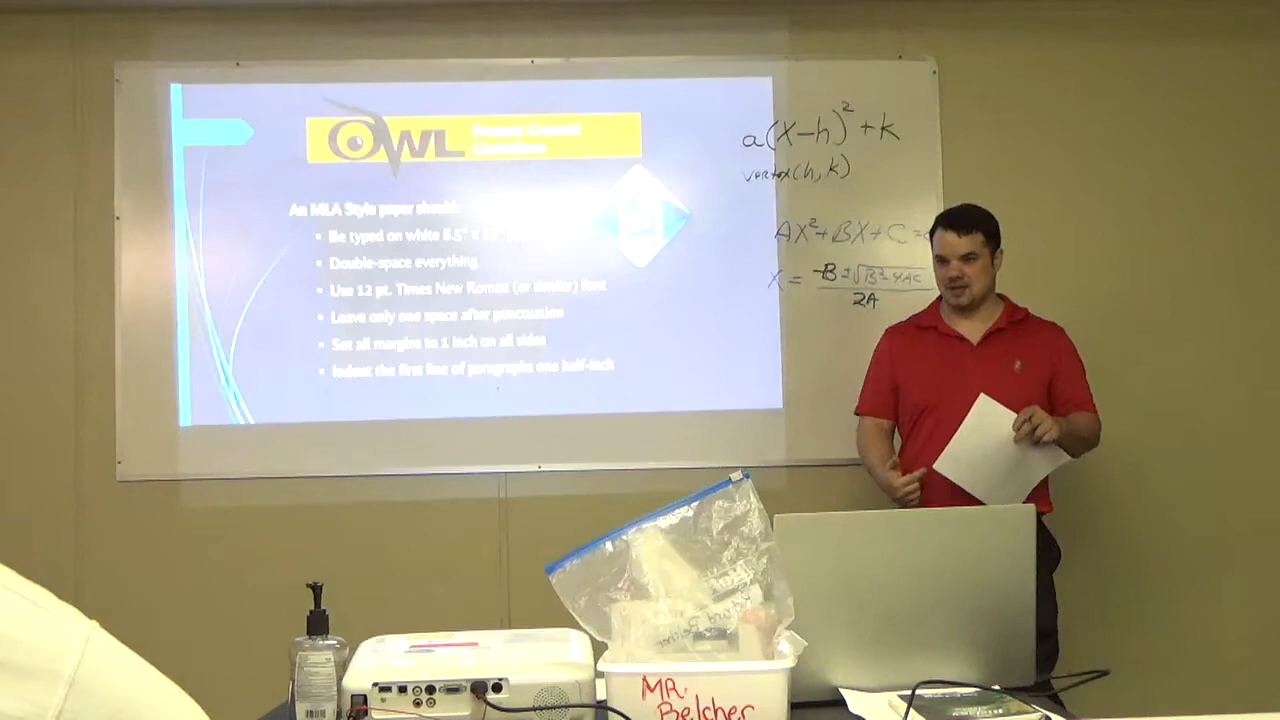 OWL
An MLA Style paper should:
Be typed on white 8.5" x 11"
Double-space everything
Use 12 pt. Times New Roman (or similar) font
Leave only one space after punctuation
Set all margins to 1 inch on all sides
Indent the first line of paragraphs one half-inch
a(x-h)²+k
vertex(h,k)
AX²+BX+C=
X = -B±√B²-4AC
2A
MR.
Belcher